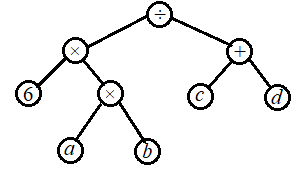 ÷
× +
6 × c d
a b